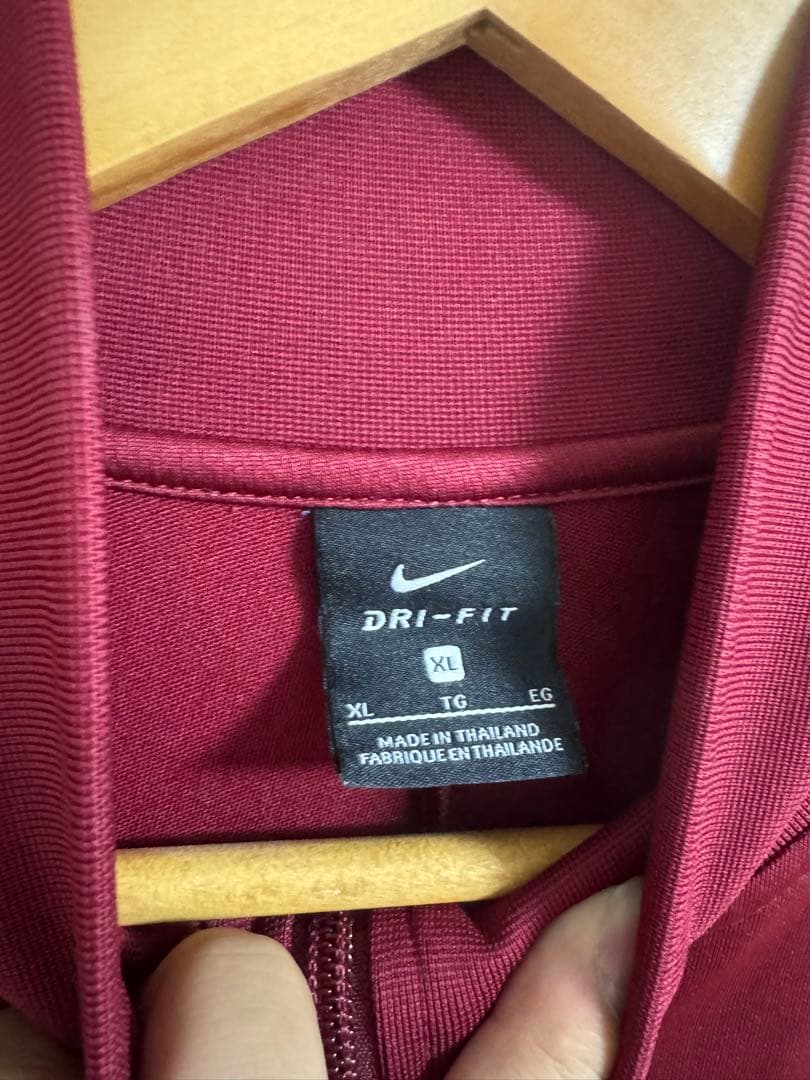 DRI-FIT
XL
XL TG EG
MADE IN THAILAND
FABRIQUE EN THAILANDE